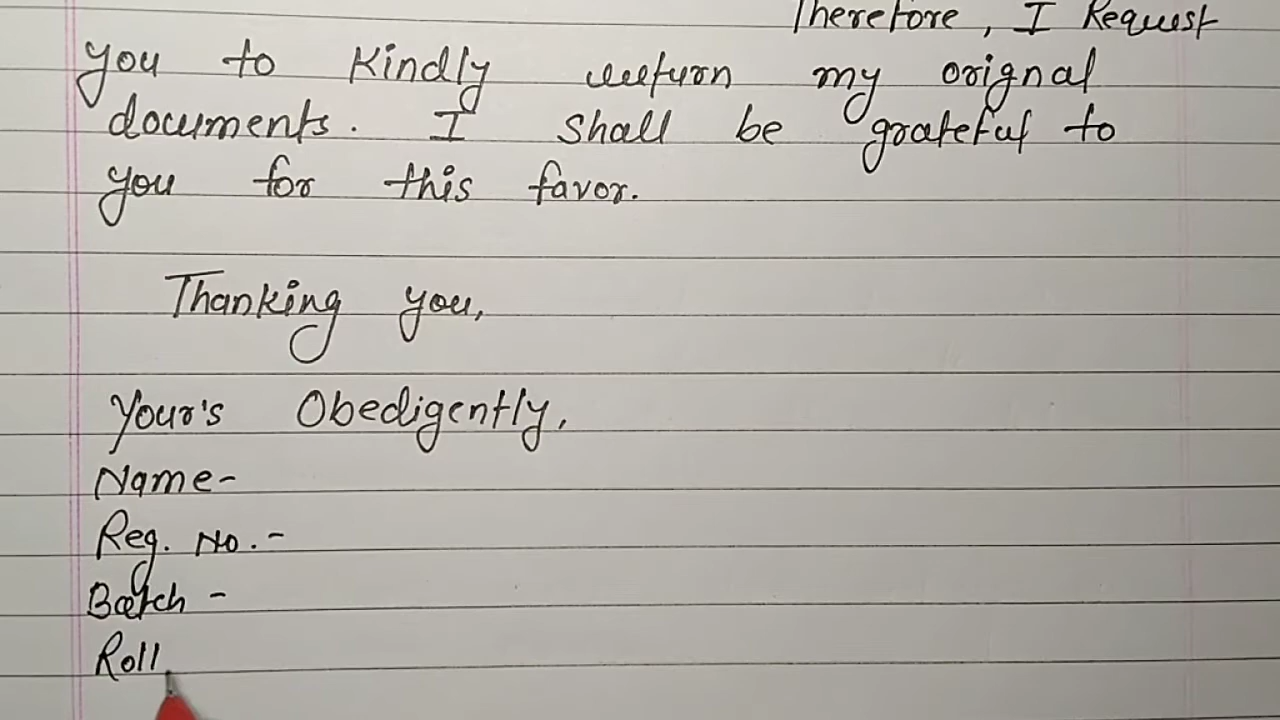 Therefore, I Request
you to Kindly return my orignal
documents. I shall be grateful to
you for this favor.
Thanking you,
Your's Obedigently,
Name-
Reg. No.-
Batch -
Roll